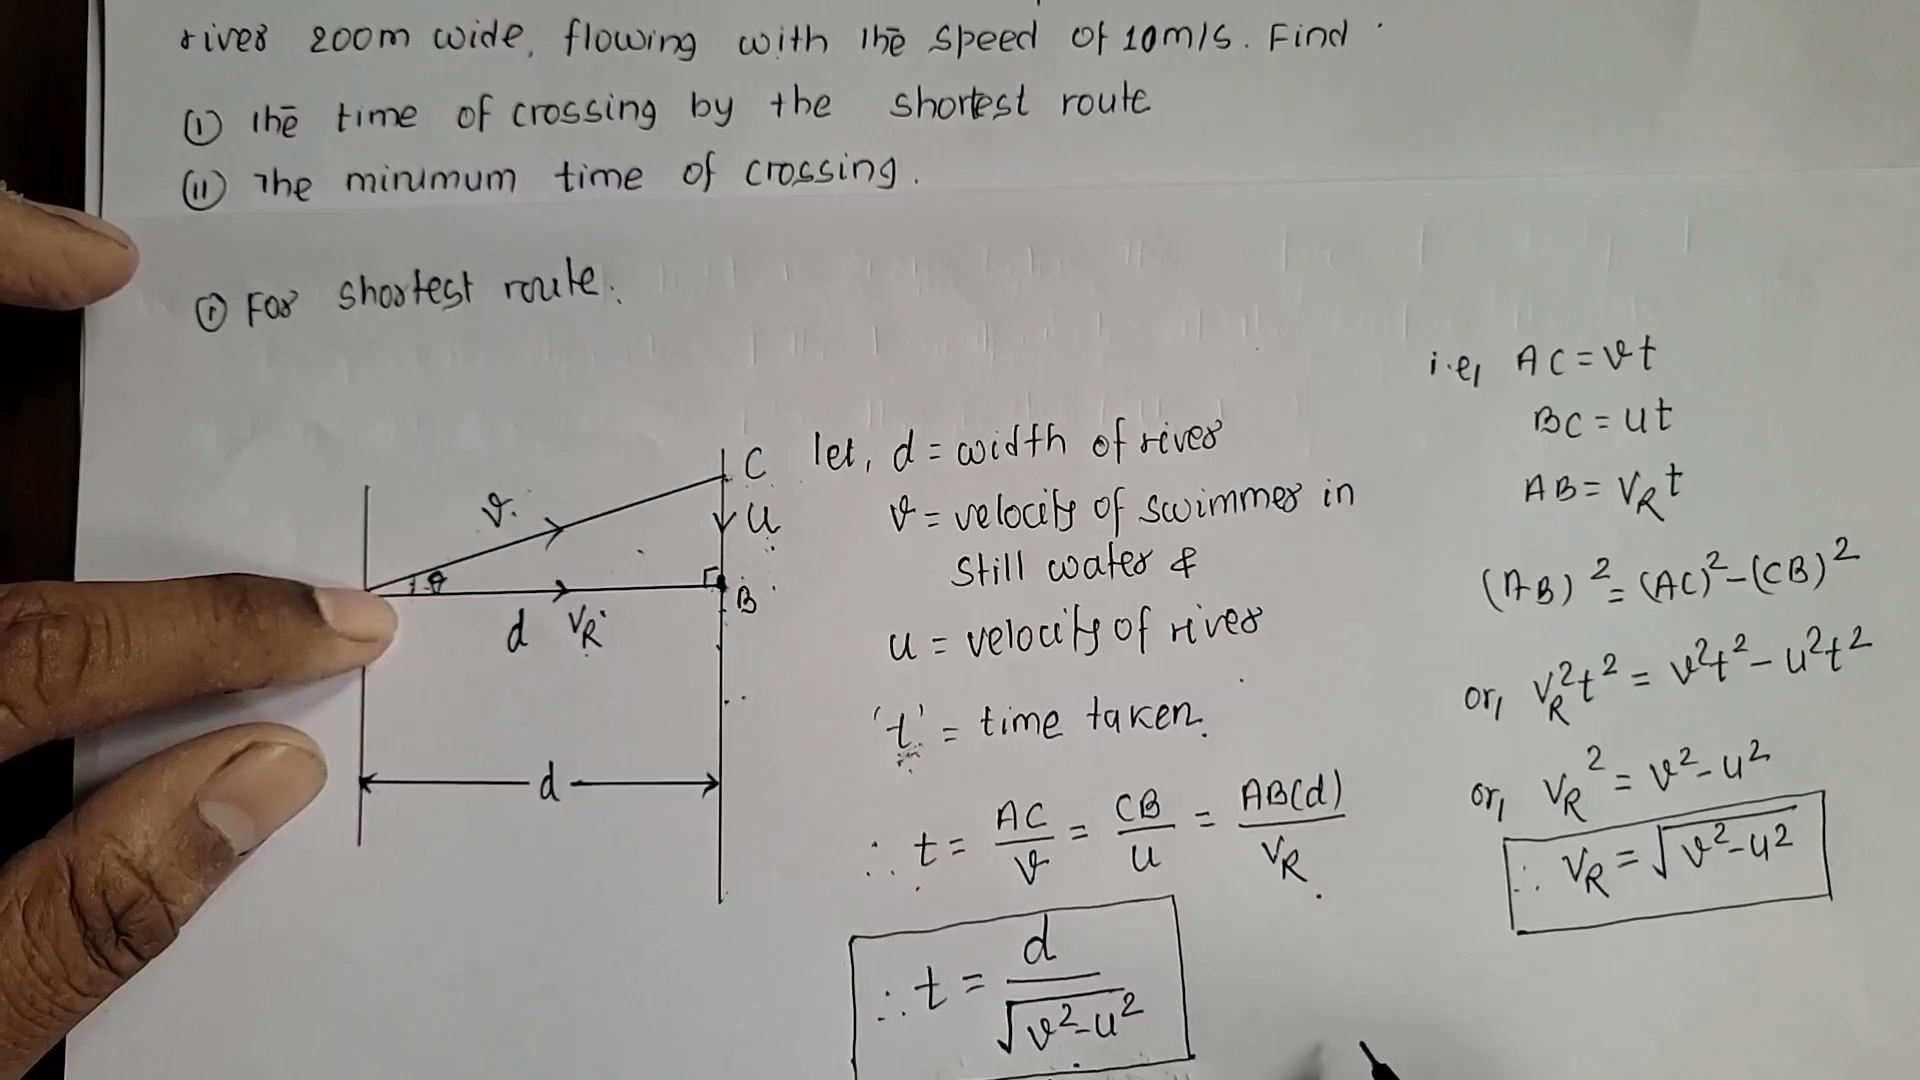 river 200m wide, flowing with the speed of 10m/s. Find
(i) the time of crossing by the shortest route
(ii) The minimum time of crossing.
(i) For shortest route.
i.e, AC = vt
BC = ut
AB = V_R t
C
v
u
θ
B
d V_R
d
let, d = width of river
v = velocity of swimmer in
still water &
u = velocity of river
't' = time taken.
∴ t = AC/v = CB/u = AB(d)/V_R
∴ t = d/√(v²-u²)
(AB)² = (AC)² - (CB)²
or, V_R²t² = v²t² - u²t²
or, V_R² = v² - u²
∴ V_R = √(v²-u²)